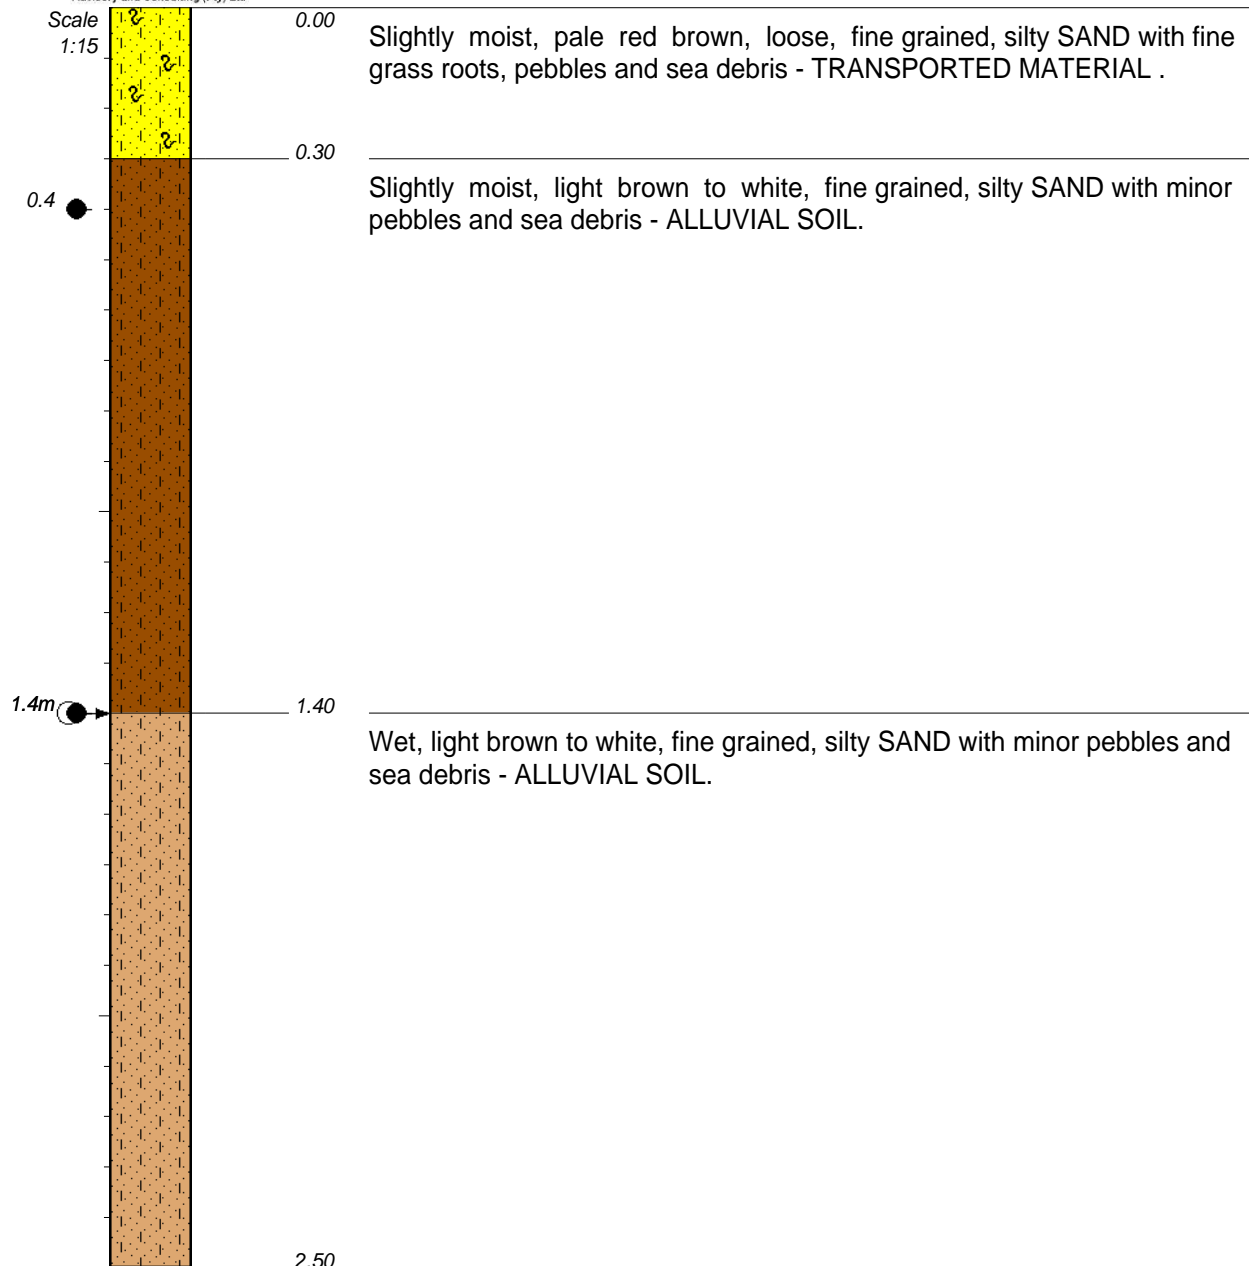 Scale
1:15
0.00
Slightly moist, pale red brown, loose, fine grained, silty SAND with fine
grass roots, pebbles and sea debris - TRANSPORTED MATERIAL .
0.30
Slightly moist, light brown to white, fine grained, silty SAND with minor
pebbles and sea debris - ALLUVIAL SOIL.
0.4
1.4m
1.40
Wet, light brown to white, fine grained, silty SAND with minor pebbles and
sea debris - ALLUVIAL SOIL.
2.50